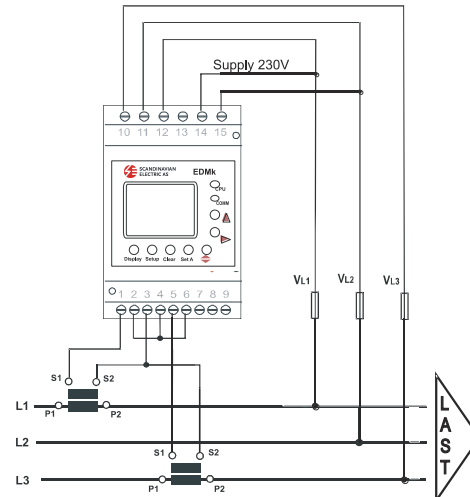 Supply 230V
10 11 12 13 14 15
SCANDINAVIAN
ELECTRIC AS
EDMk
CPU
COMM
Display Setup Clear Set A
1 2 3 4 5 6 7 8 9
VL1 VL2 VL3
S1 S2
L1 P1 P2
L2
S1 S2
L3 P1 P2
LAST